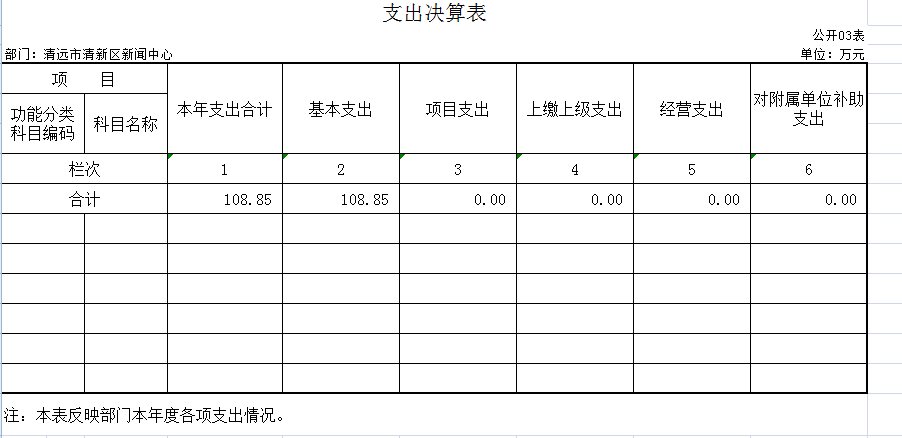 支出决算表
公开03表
部门：清远市清新区新闻中心
单位：万元
项 目
本年支出合计
基本支出
项目支出
上缴上级支出
经营支出
对附属单位补助
支出
功能分类
科目编码
科目名称
栏次 1 2 3 4 5 6
合计 108.85 108.85 0.00 0.00 0.00 0.00
注：本表反映部门本年度各项支出情况。